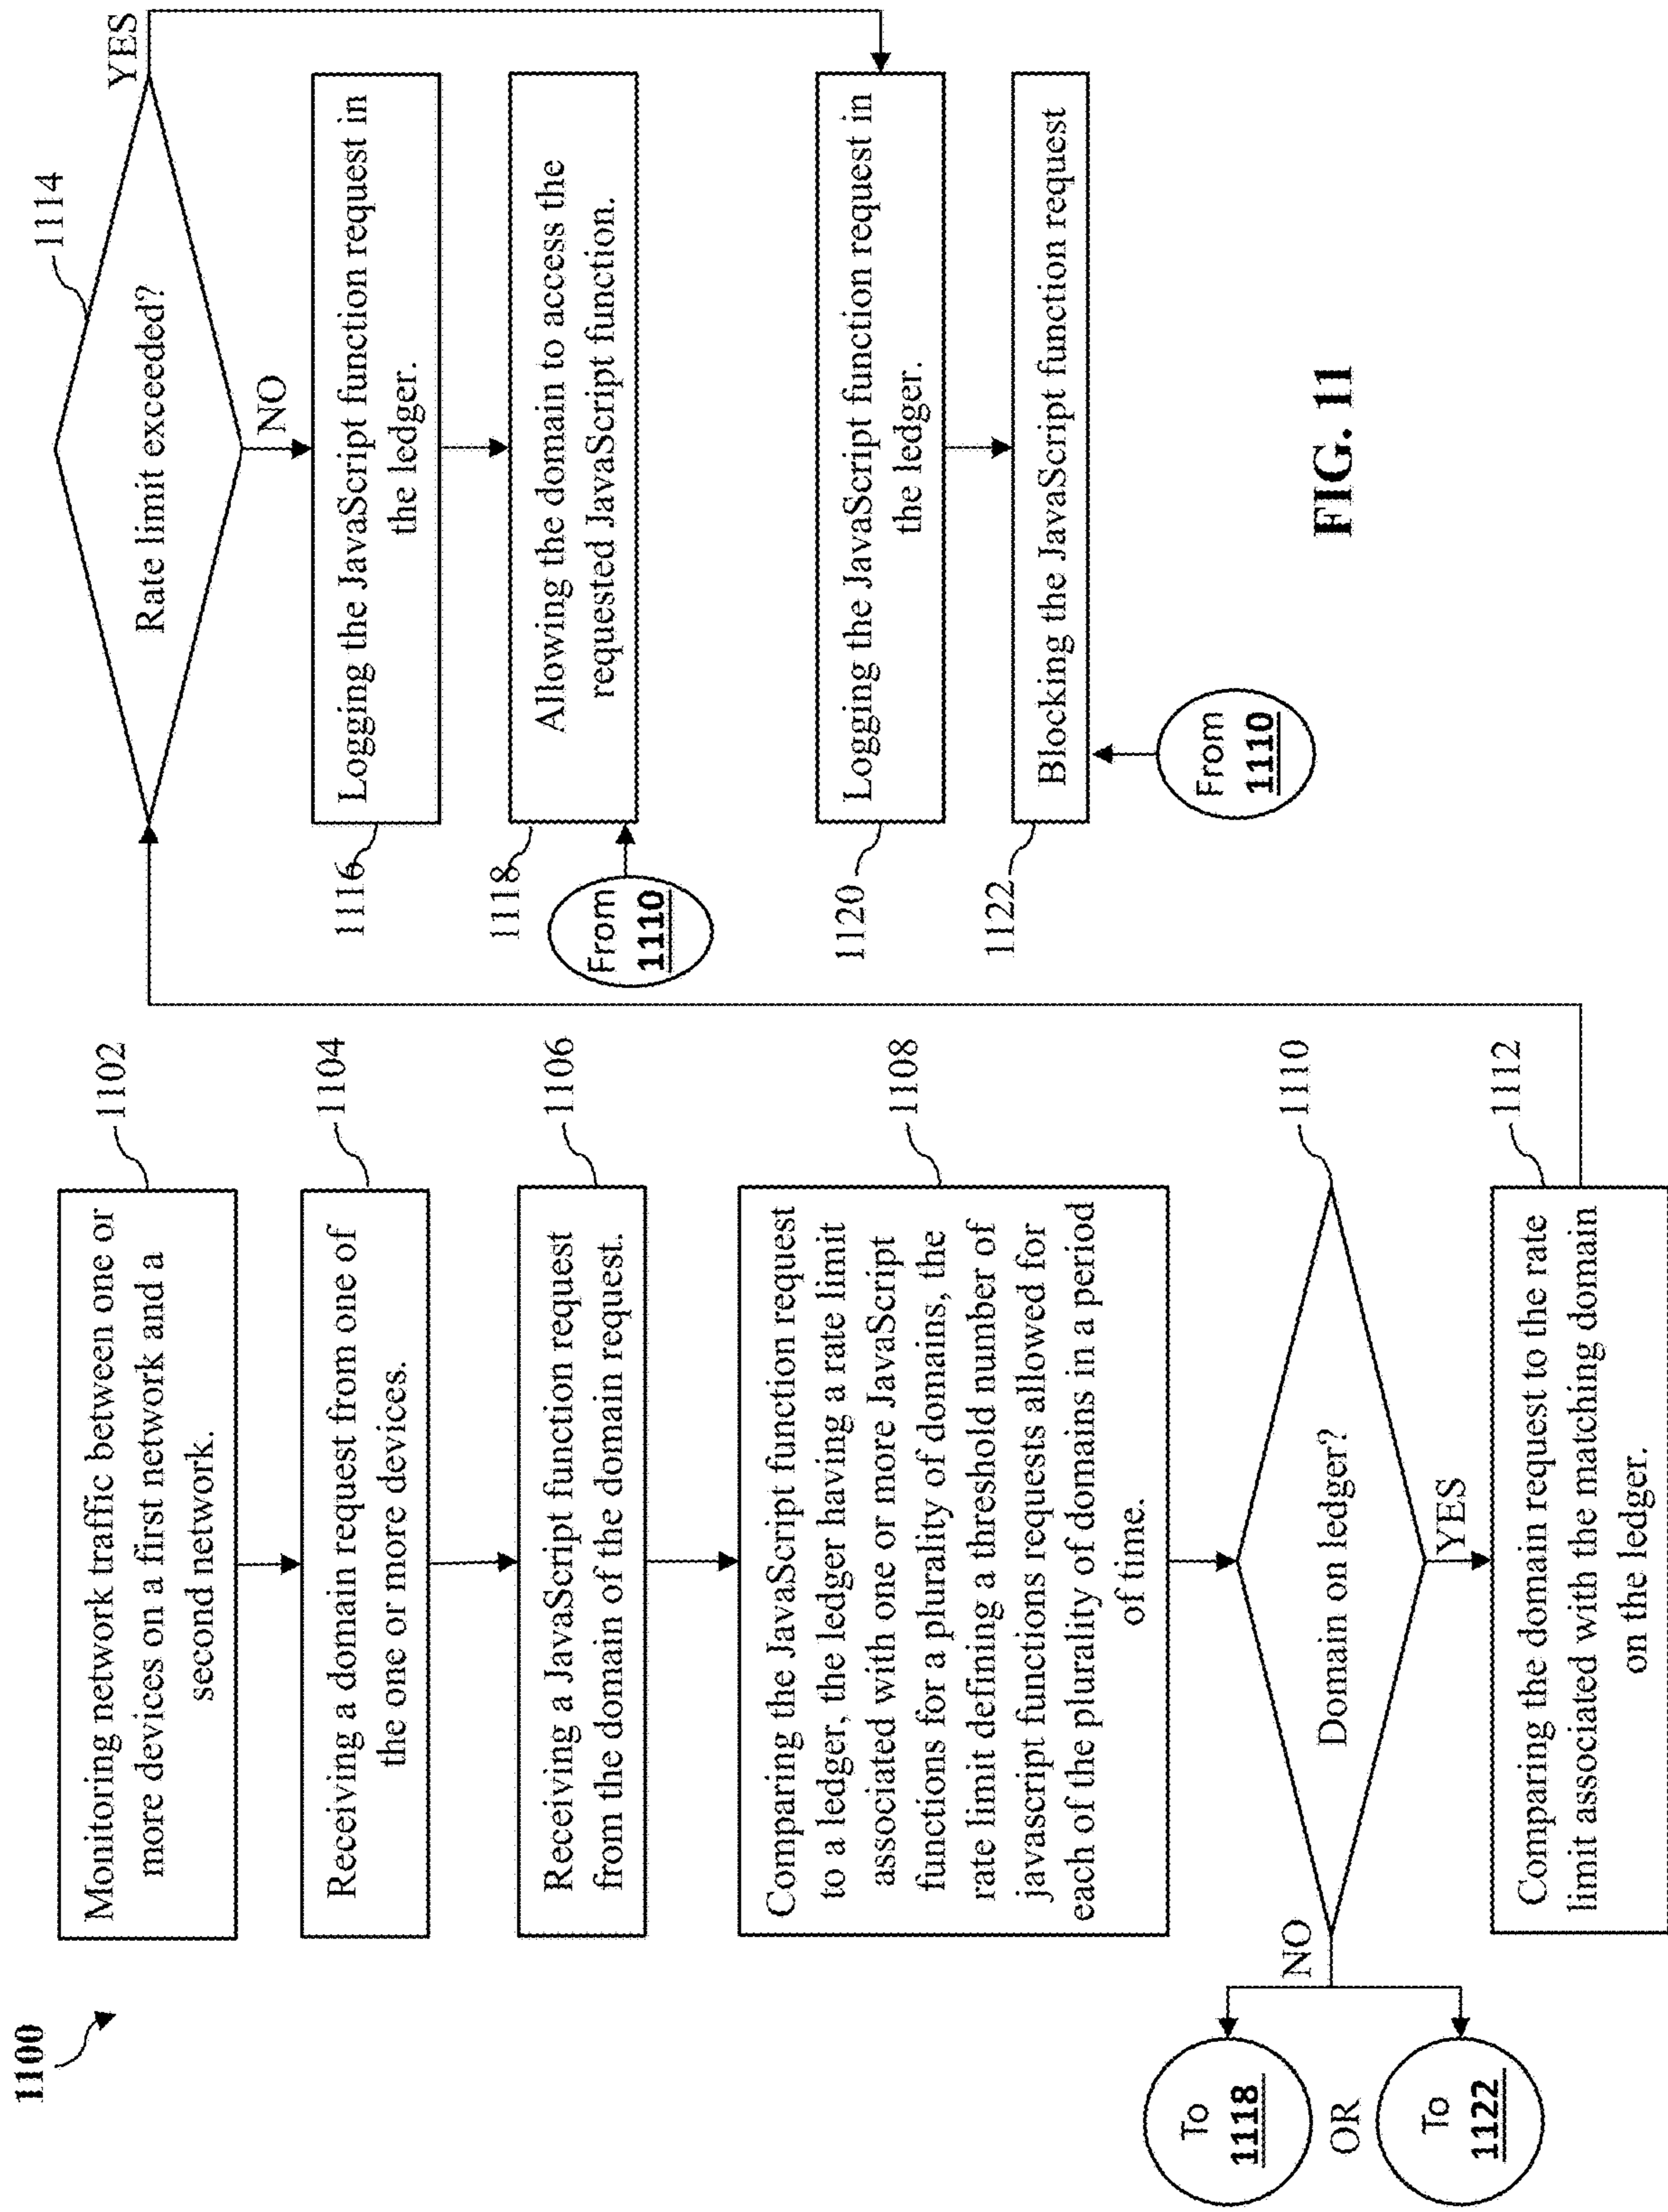 1100
Monitoring network traffic between one or
more devices on a first network and a
second network.
1102
Receiving a domain request from one of
the one or more devices.
1104
Receiving a JavaScript function request
from the domain of the domain request.
1106
Comparing the JavaScript function request
to a ledger, the ledger having a rate limit
associated with one or more JavaScript
functions for a plurality of domains, the
rate limit defining a threshold number of
javascript functions requests allowed for
each of the plurality of domains in a period
of time.
1108
Domain on ledger?
1110
NO
To
1118
OR
To
1122
YES
Comparing the domain request to the rate
limit associated with the matching domain
on the ledger.
1112
Rate limit exceeded?
1114
YES
NO
Logging the JavaScript function request in
the ledger.
1116
Allowing the domain to access the
requested JavaScript function.
1118
From
1110
Logging the JavaScript function request in
the ledger.
1120
Blocking the JavaScript function request
1122
From
1110
FIG. 11